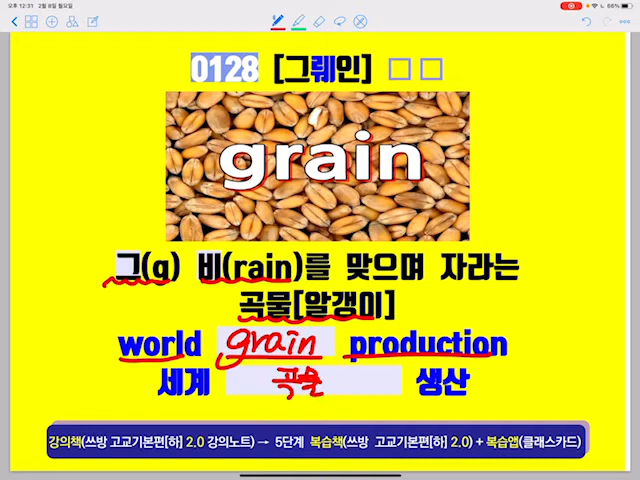 오후 12:31 2월 8일 월요일
66%
0128 [그뤠인] □ □
grain
그(g) 비(rain)를 맞으며 자라는
곡물[알갱이]
world grain production
세계 곡물 생산
강의책(쓰방 고교기본편[하] 2.0 강의노트) → 5단계 복습책(쓰방 고교기본편[하] 2.0) + 복습앱(클래스카드)